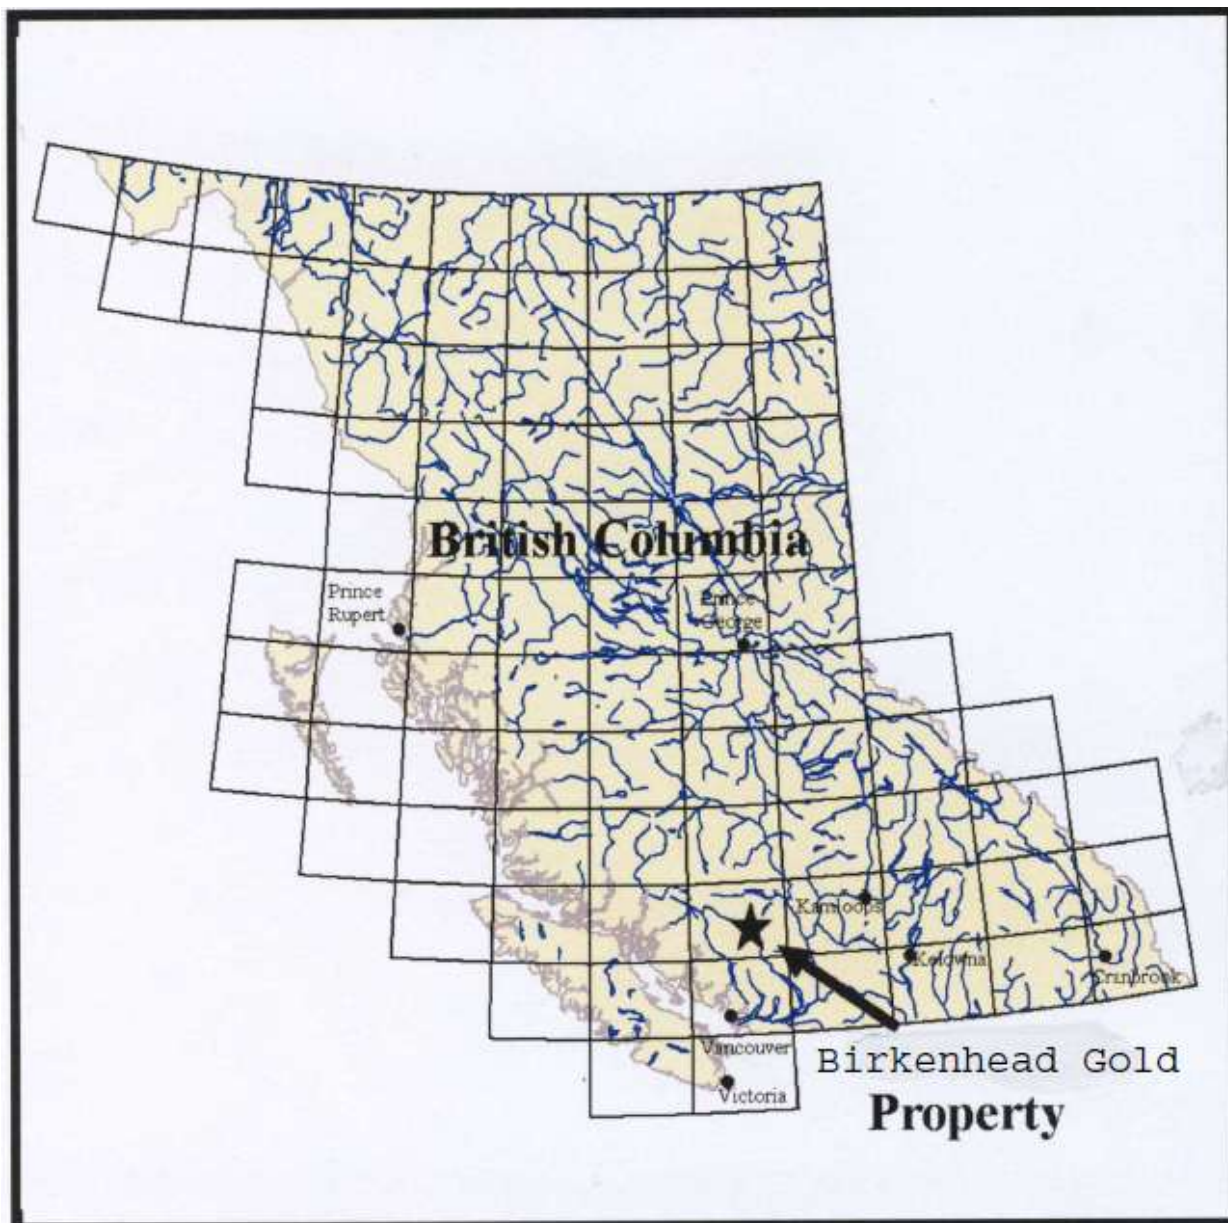 British Columbia
Prince
Rupert
Prince
George
Kamloops
Kelowna
Cranbrook
Vancouver
Victoria
Birkenhead Gold
Property